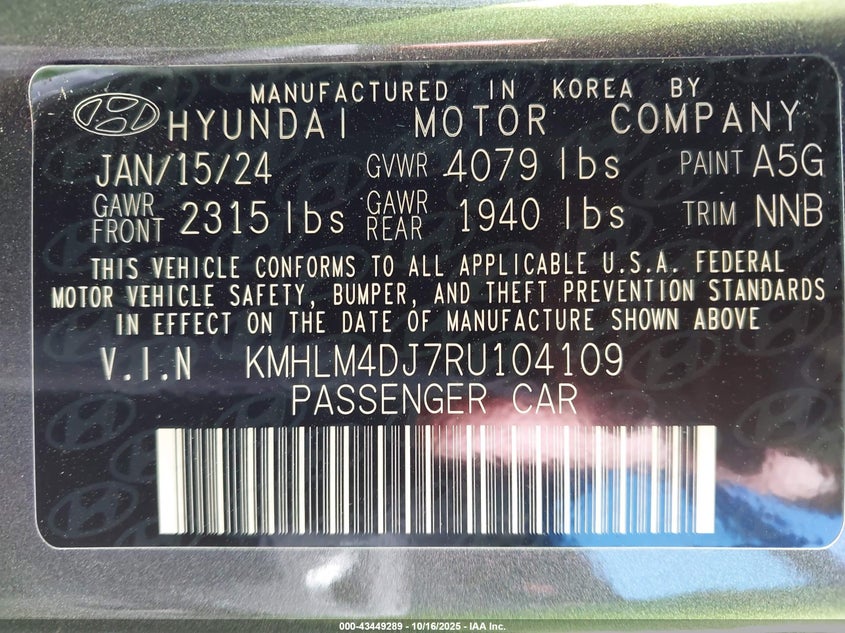 MANUFACTURED IN KOREA BY
HYUNDAI MOTOR COMPANY
JAN/15/24 GVWR 4079 lbs PAINT A5G
GAWR FRONT 2315 lbs GAWR REAR 1940 lbs TRIM NNB
THIS VEHICLE CONFORMS TO ALL APPLICABLE U.S.A. FEDERAL
MOTOR VEHICLE SAFETY, BUMPER, AND THEFT PREVENTION STANDARDS
IN EFFECT ON THE DATE OF MANUFACTURE SHOWN ABOVE
V.I.N KMHLM4DJ7RU104109
PASSENGER CAR
000-43449289 - 10/16/2025 - IAA Inc.